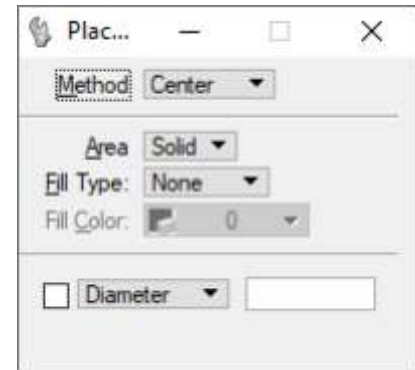 Plac...
Method Center
Area Solid
Fill Type: None
Fill Color: 0
Diameter